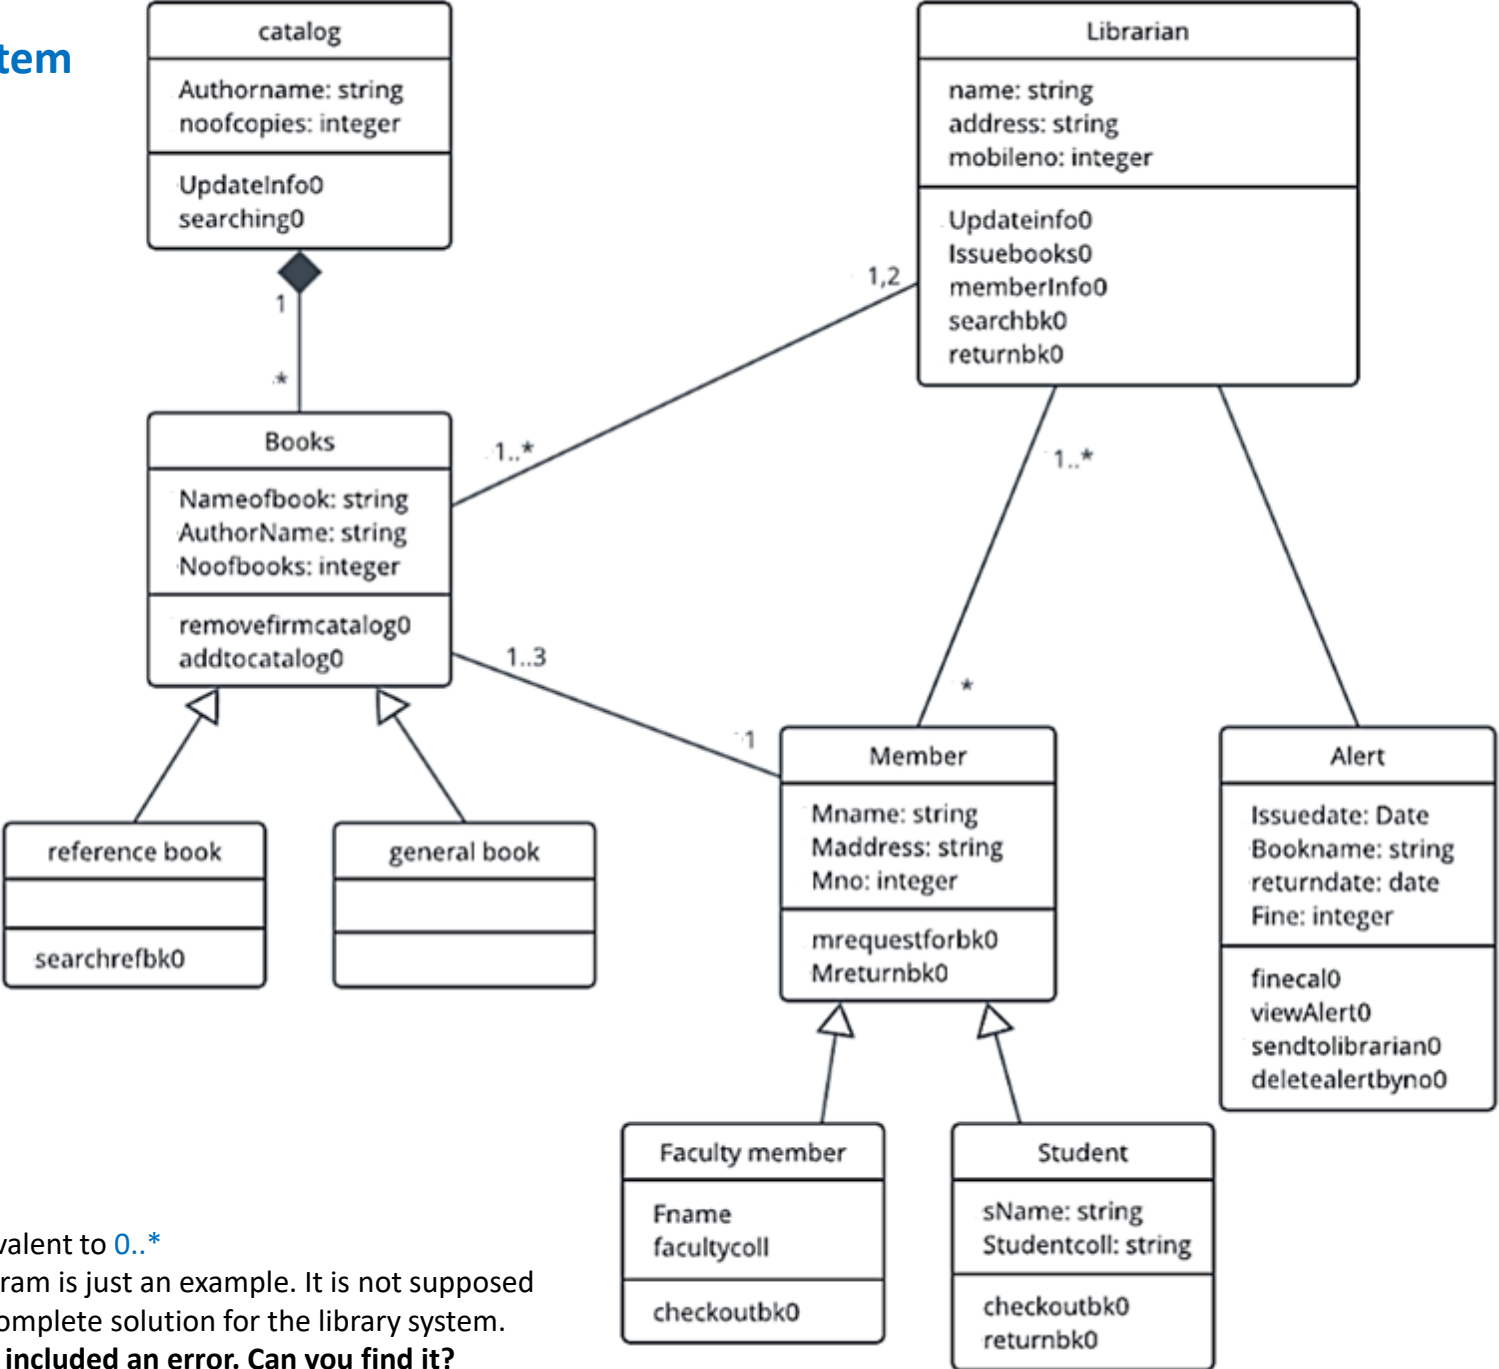 tem
catalog
Authorname: string
noofcopies: integer
UpdateInfo0
searching0
1
*
Librarian
name: string
address: string
mobileno: integer
Updateinfo0
Issuebooks0
memberInfo0
searchbk0
returnbk0
1,2
1..*
1..*
*
Books
Nameofbook: string
AuthorName: string
Noofbooks: integer
removefirmcatalog0
addtocatalog0
1..3
1
reference book
searchrefbk0
general book
Member
Mname: string
Maddress: string
Mno: integer
mrequestforbk0
Mreturnbk0
Alert
Issuedate: Date
Bookname: string
returndate: date
Fine: integer
finecal0
viewAlert0
sendtolibrarian0
deletealertbyno0
Faculty member
Fname
facultycoll
checkoutbk0
Student
sName: string
Studentcoll: string
checkoutbk0
returnbk0
valent to 0..*
ram is just an example. It is not supposed
omplete solution for the library system.
included an error. Can you find it?